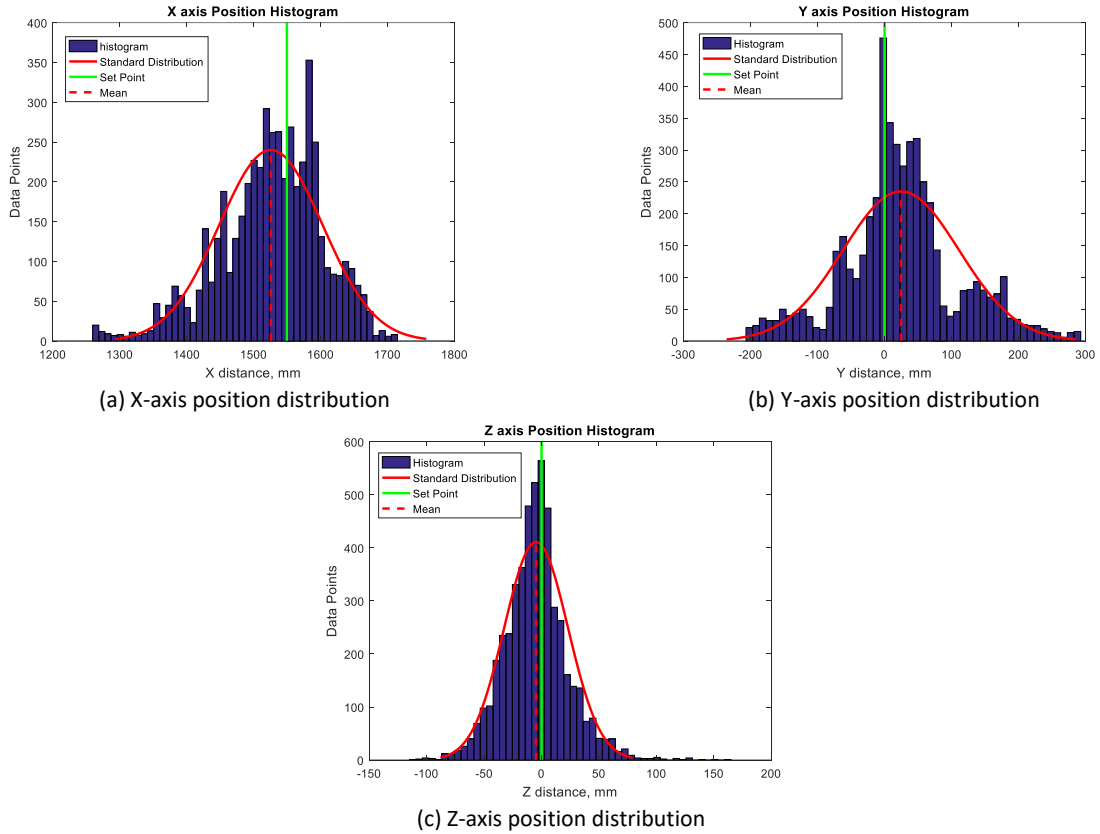 X axis Position Histogram
400
350
300
250
200
150
100
50
0
Data Points
histogram
Standard Distribution
Set Point
Mean
1200 1300 1400 1500 1600 1700 1800
X distance, mm
(a) X-axis position distribution
Y axis Position Histogram
500
450
400
350
300
250
200
150
100
50
0
Data Points
Histogram
Standard Distribution
Set Point
Mean
-300 -200 -100 0 100 200 300
Y distance, mm
(b) Y-axis position distribution
Z axis Position Histogram
600
500
400
300
200
100
0
Data Points
Histogram
Standard Distribution
Set Point
Mean
-150 -100 -50 0 50 100 150 200
Z distance, mm
(c) Z-axis position distribution